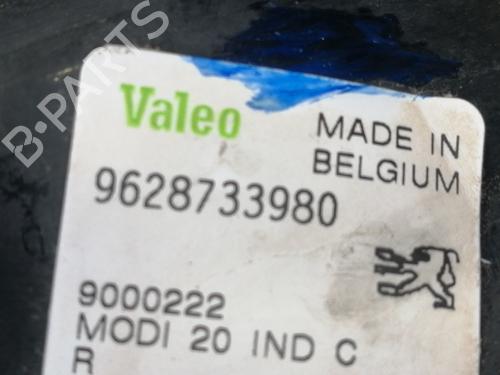 B-PARTS
Valeo
MADE IN
BELGIUM
9628733980
9000222
MODI 20 IND C
R